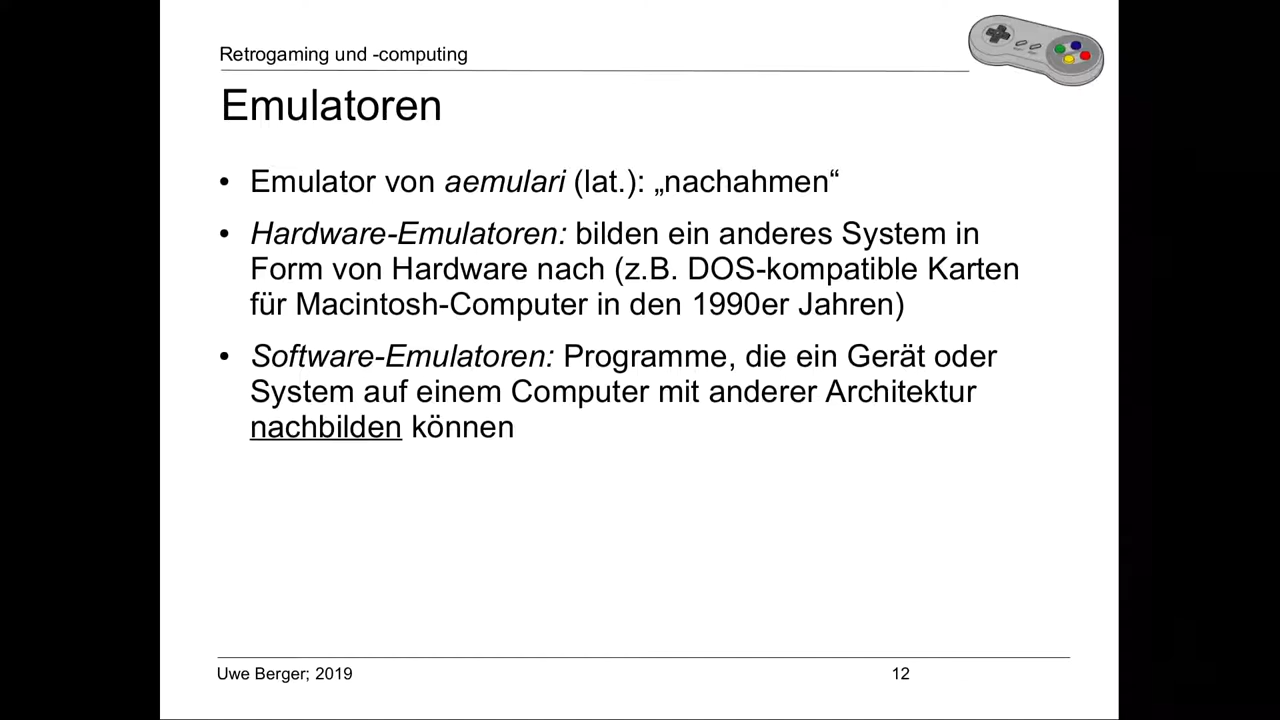 Retrogaming und -computing
Emulatoren
• Emulator von aemulari (lat.): „nachahmen“
• Hardware-Emulatoren: bilden ein anderes System in
Form von Hardware nach (z.B. DOS-kompatible Karten
für Macintosh-Computer in den 1990er Jahren)
• Software-Emulatoren: Programme, die ein Gerät oder
System auf einem Computer mit anderer Architektur
nachbilden können
Uwe Berger; 2019
12